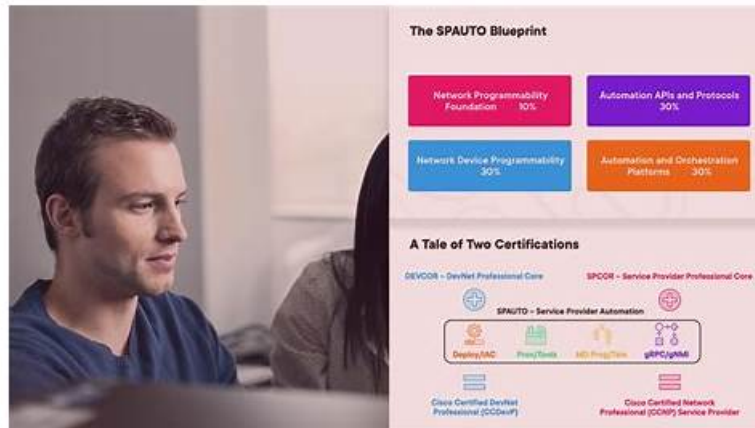 The SPAUTO Blueprint
Network Programmability
Foundation 10%
Automation APIs and Protocols
30%
Network Device Programmability
30%
Automation and Orchestration
Platforms 30%
A Tale of Two Certifications
DEVCOR – DevNet Professional Core
SPCOR – Service Provider Professional Core
SPAUTO – Service Provider Automation
Deploy/IAC
gRPC/gNMI
Cisco Certified DevNet
Professional (CCDevP)
Cisco Certified Network
Professional (CCNP) Service Provider